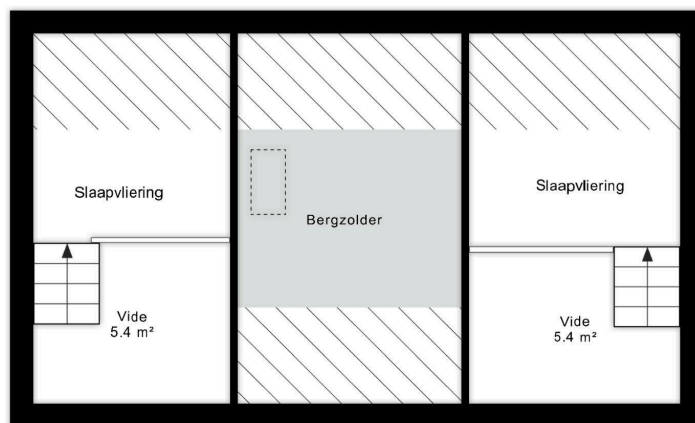 Slaapvliering
Bergzolder
Slaapvliering
Vide
5.4 m²
Vide
5.4 m²